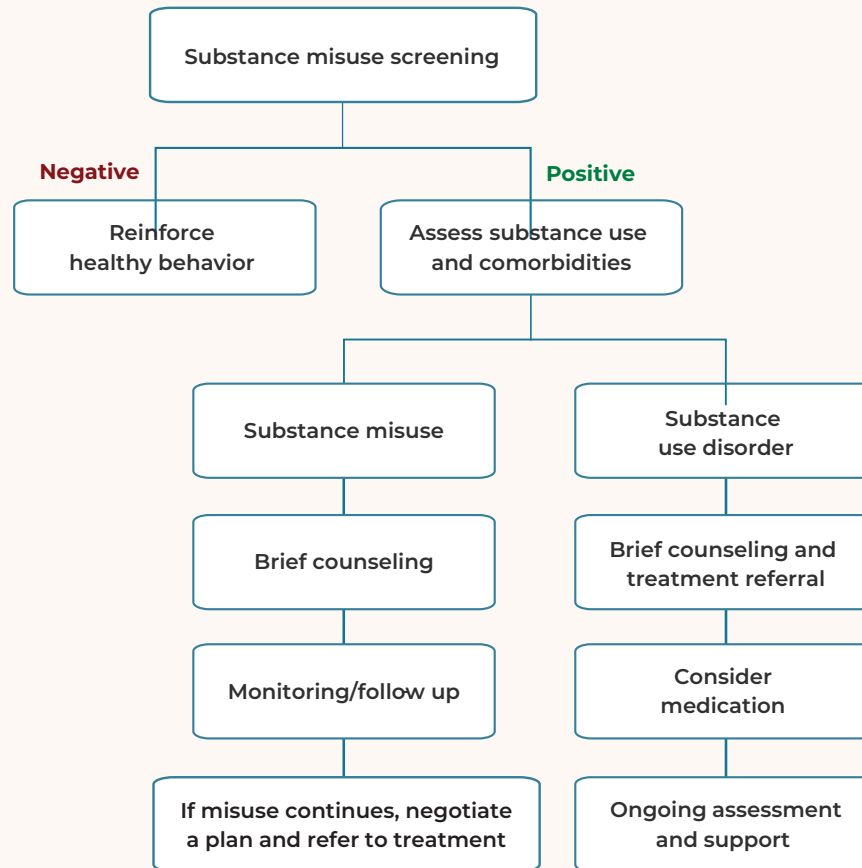 Substance misuse screening
Negative
Positive
Reinforce
healthy behavior
Assess substance use
and comorbidities
Substance misuse
Substance
use disorder
Brief counseling
Brief counseling and
treatment referral
Monitoring/follow up
Consider
medication
If misuse continues, negotiate
a plan and refer to treatment
Ongoing assessment
and support